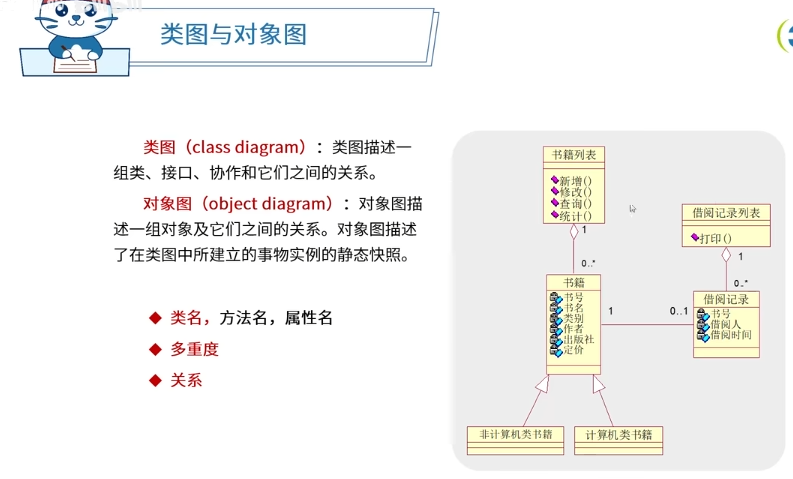 类图与对象图
类图（class diagram）：类图描述一
组类、接口、协作和它们之间的关系。
对象图（object diagram）：对象图描
述一组对象及它们之间的关系。对象图描述
了在类图中所建立的事物实例的静态快照。
◆ 类名，方法名，属性名
◆ 多重度
◆ 关系
书籍列表
新增()
修改()
查询()
统计()
1
0..*
书籍
书号
书名
类别
作者
出版社
定价
1
0..1
借阅记录列表
打印()
1
0..*
借阅记录
书号
借阅人
借阅时间
非计算机类书籍
计算机类书籍